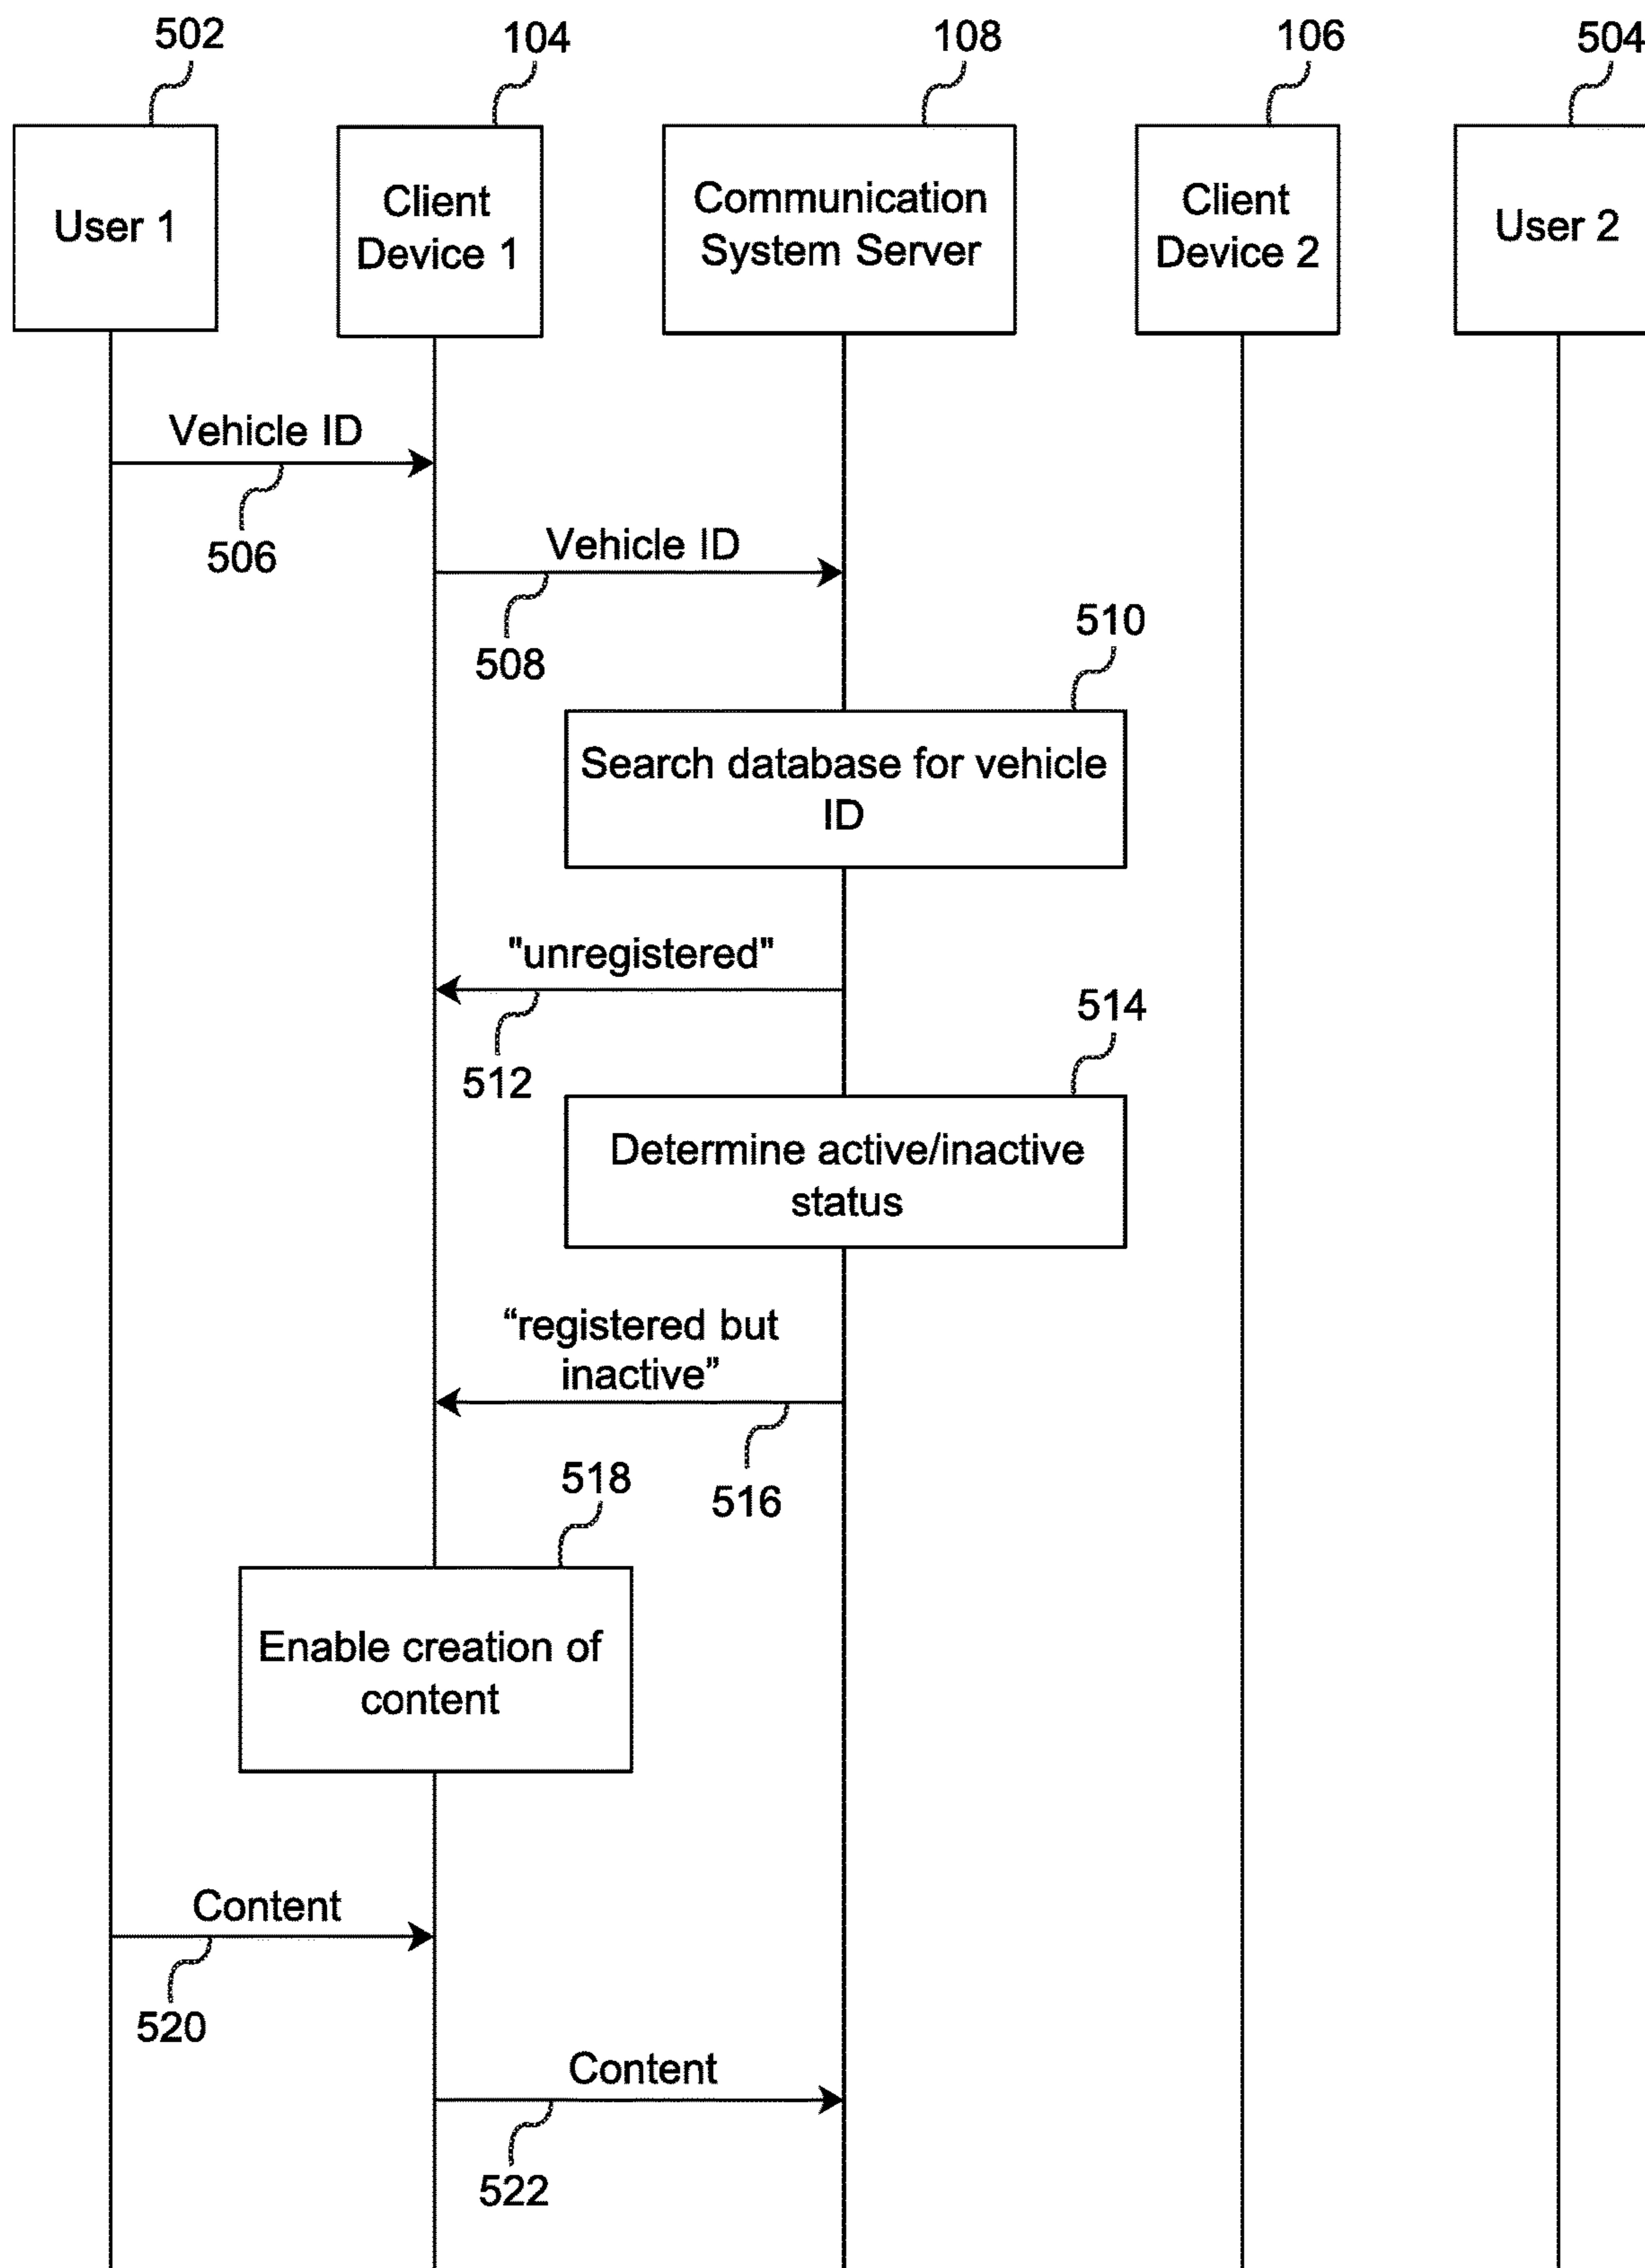 502
104
108
106
504
User 1
Client
Device 1
Communication
System Server
Client
Device 2
User 2
Vehicle ID
506
Vehicle ID
508
510
Search database for vehicle
ID
"unregistered"
512
514
Determine active/inactive
status
“registered but
inactive”
516
518
Enable creation of
content
Content
520
Content
522